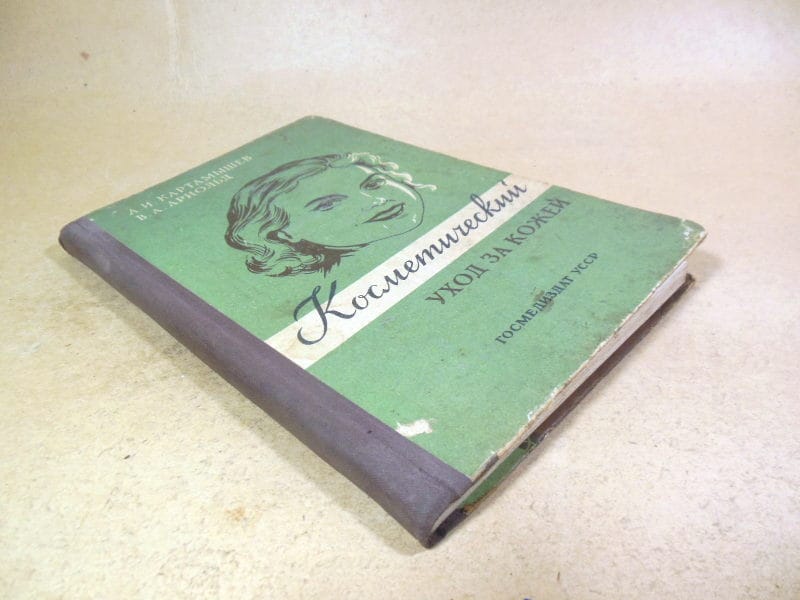 А И КАРТАМЫШЕВ
В А АРНОЛЬД
Косметический
УХОД ЗА КОЖЕЙ
ГОСМЕДИЗДАТ УССР